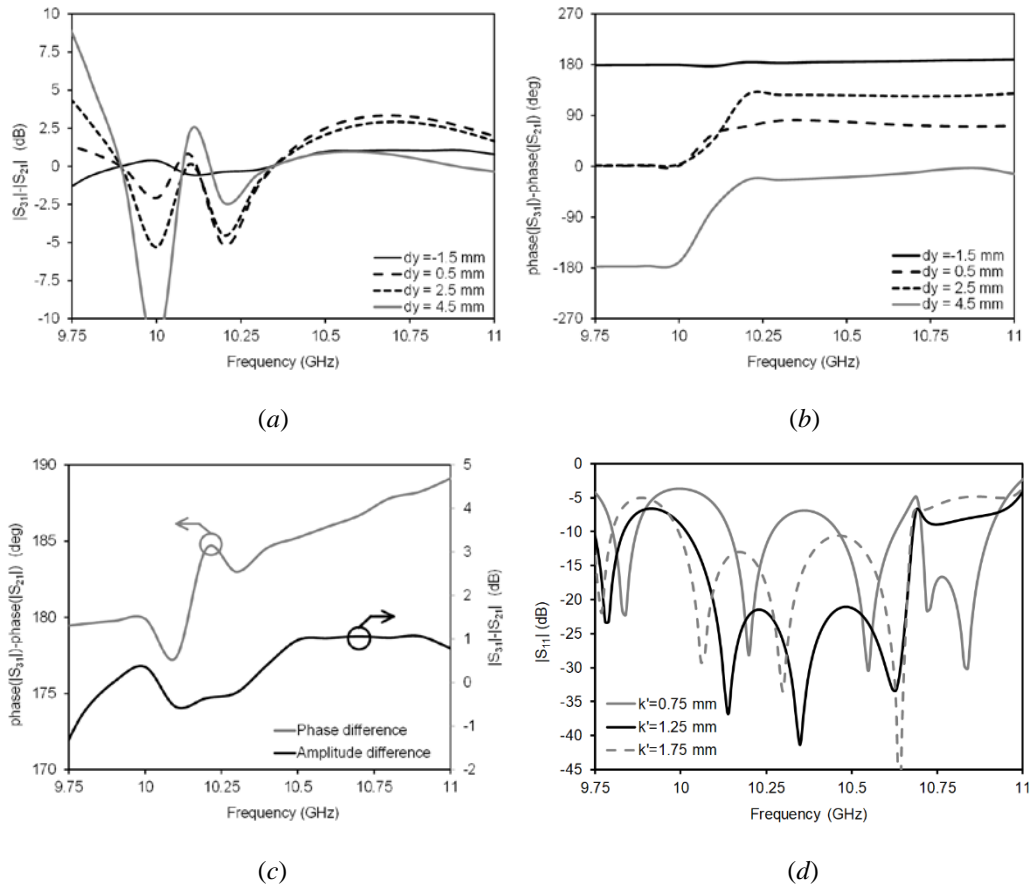 10
7.5
5
2.5
0
-2.5
-5
-7.5
-10
|S31|-|S21| (dB)
dy =-1.5 mm
dy = 0.5 mm
dy = 2.5 mm
dy = 4.5 mm
9.75 10 10.25 10.5 10.75 11
Frequency (GHz)
(a)
270
180
90
0
-90
-180
-270
phase(|S31|)-phase(|S21|) (deg)
dy =-1.5 mm
dy = 0.5 mm
dy = 2.5 mm
dy = 4.5 mm
9.75 10 10.25 10.5 10.75 11
Frequency (GHz)
(b)
190
185
180
175
170
phase(|S31|)-phase(|S21|) (deg)
5
4
3
2
1
0
-1
-2
|S31|-|S21| (dB)
Phase difference
Amplitude difference
9.75 10 10.25 10.5 10.75 11
Frequency (GHz)
(c)
0
-5
-10
-15
-20
-25
-30
-35
-40
-45
|S11| (dB)
k'=0.75 mm
k'=1.25 mm
k'=1.75 mm
9.75 10 10.25 10.5 10.75 11
Frequency (GHz)
(d)